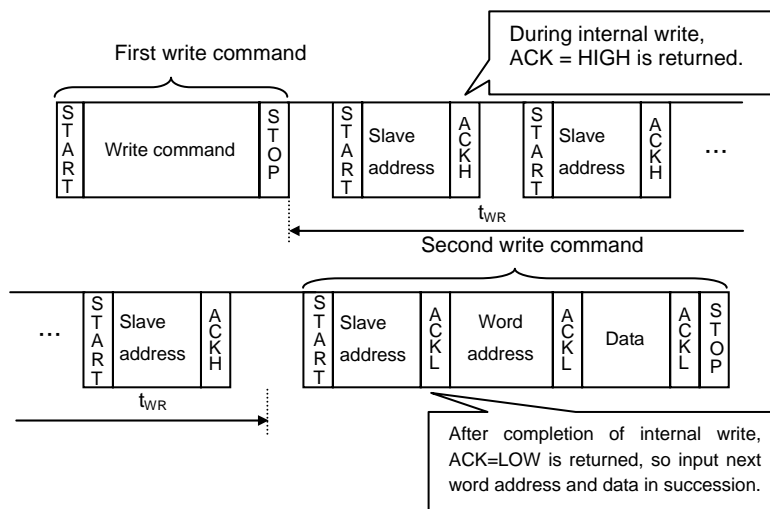 During internal write,
ACK = HIGH is returned.
First write command
START
Write command
STOP
START
Slave
address
ACKH
START
Slave
address
ACKH
...
tWR
Second write command
...
START
Slave
address
ACKH
START
Slave
address
ACKL
Word
address
ACKL
Data
ACKL
STOP
tWR
After completion of internal write,
ACK=LOW is returned, so input next
word address and data in succession.